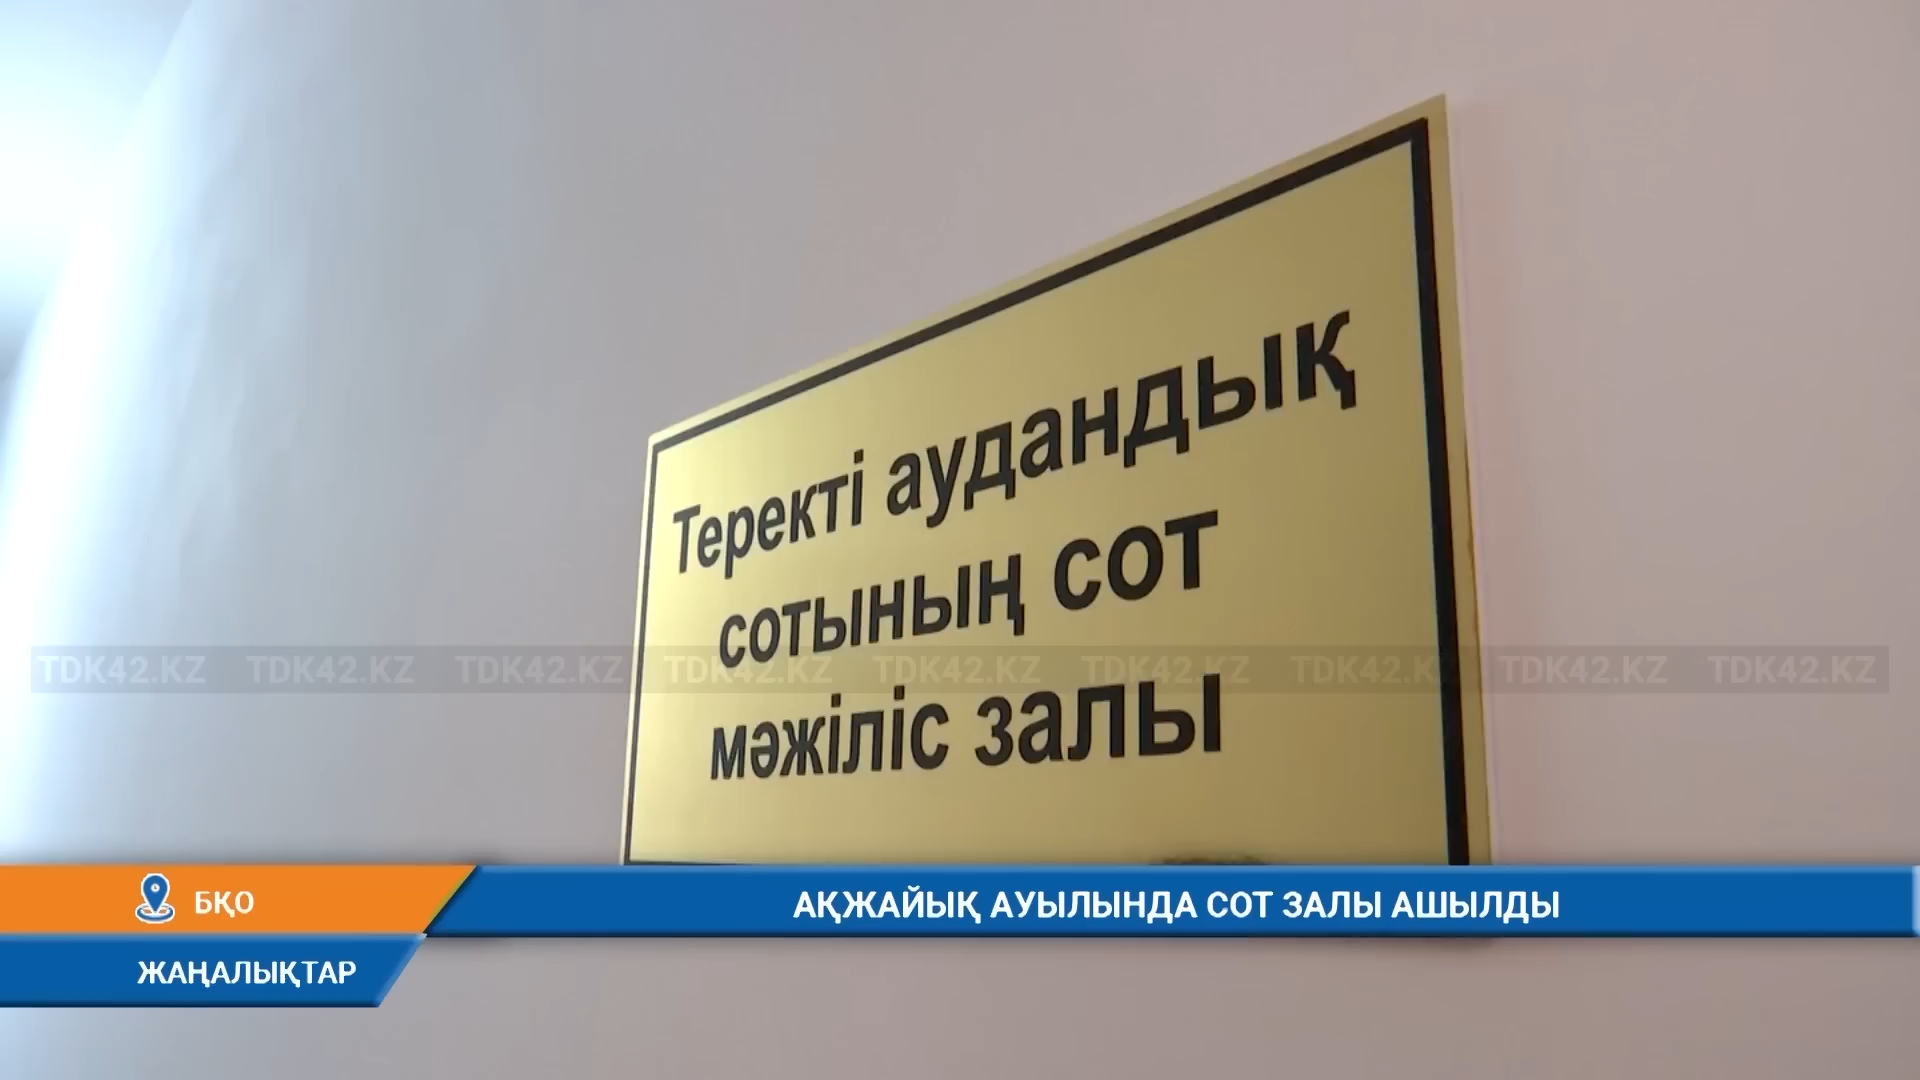 Теректі аудандық
сотының сот
мәжіліс залы
TDK42.KZ TDK42.KZ TDK42.KZ TDK42.KZ TDK42.KZ TDK42.KZ TDK42.KZ TDK42.KZ TDK42.KZ
БҚО
АҚЖАЙЫҚ АУЫЛЫНДА СОТ ЗАЛЫ АШЫЛДЫ
ЖАҢАЛЫҚТАР